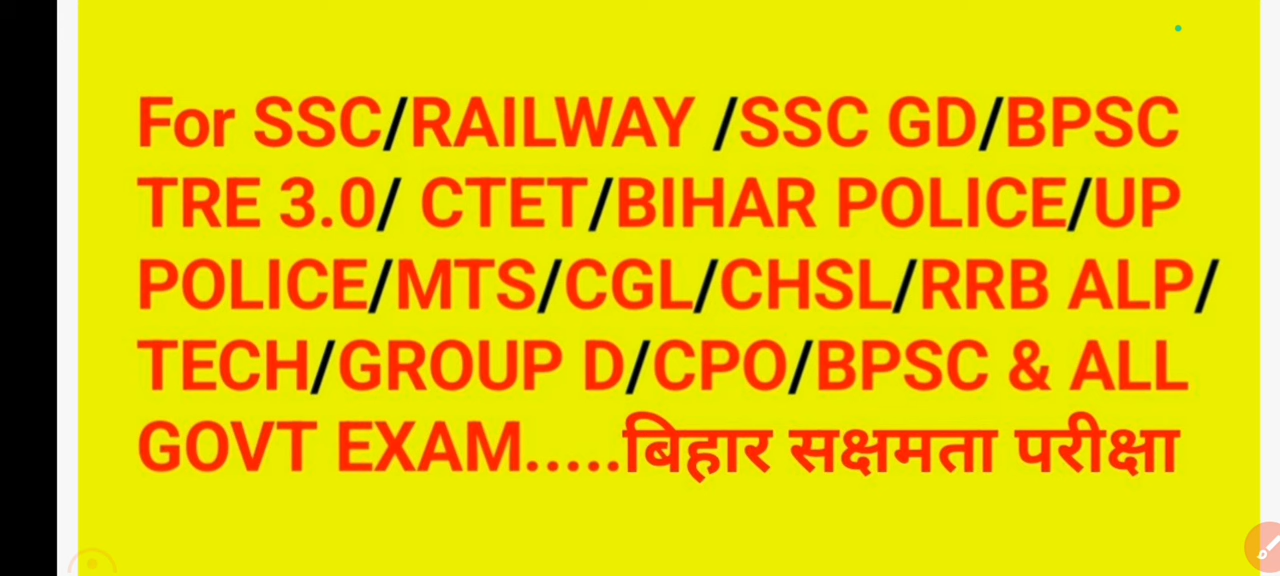 For SSC/RAILWAY /SSC GD/BPSC
TRE 3.0/ CTET/BIHAR POLICE/UP
POLICE/MTS/CGL/CHSL/RRB ALP/
TECH/GROUP D/CPO/BPSC & ALL
GOVT EXAM.....बिहार सक्षमता परीक्षा